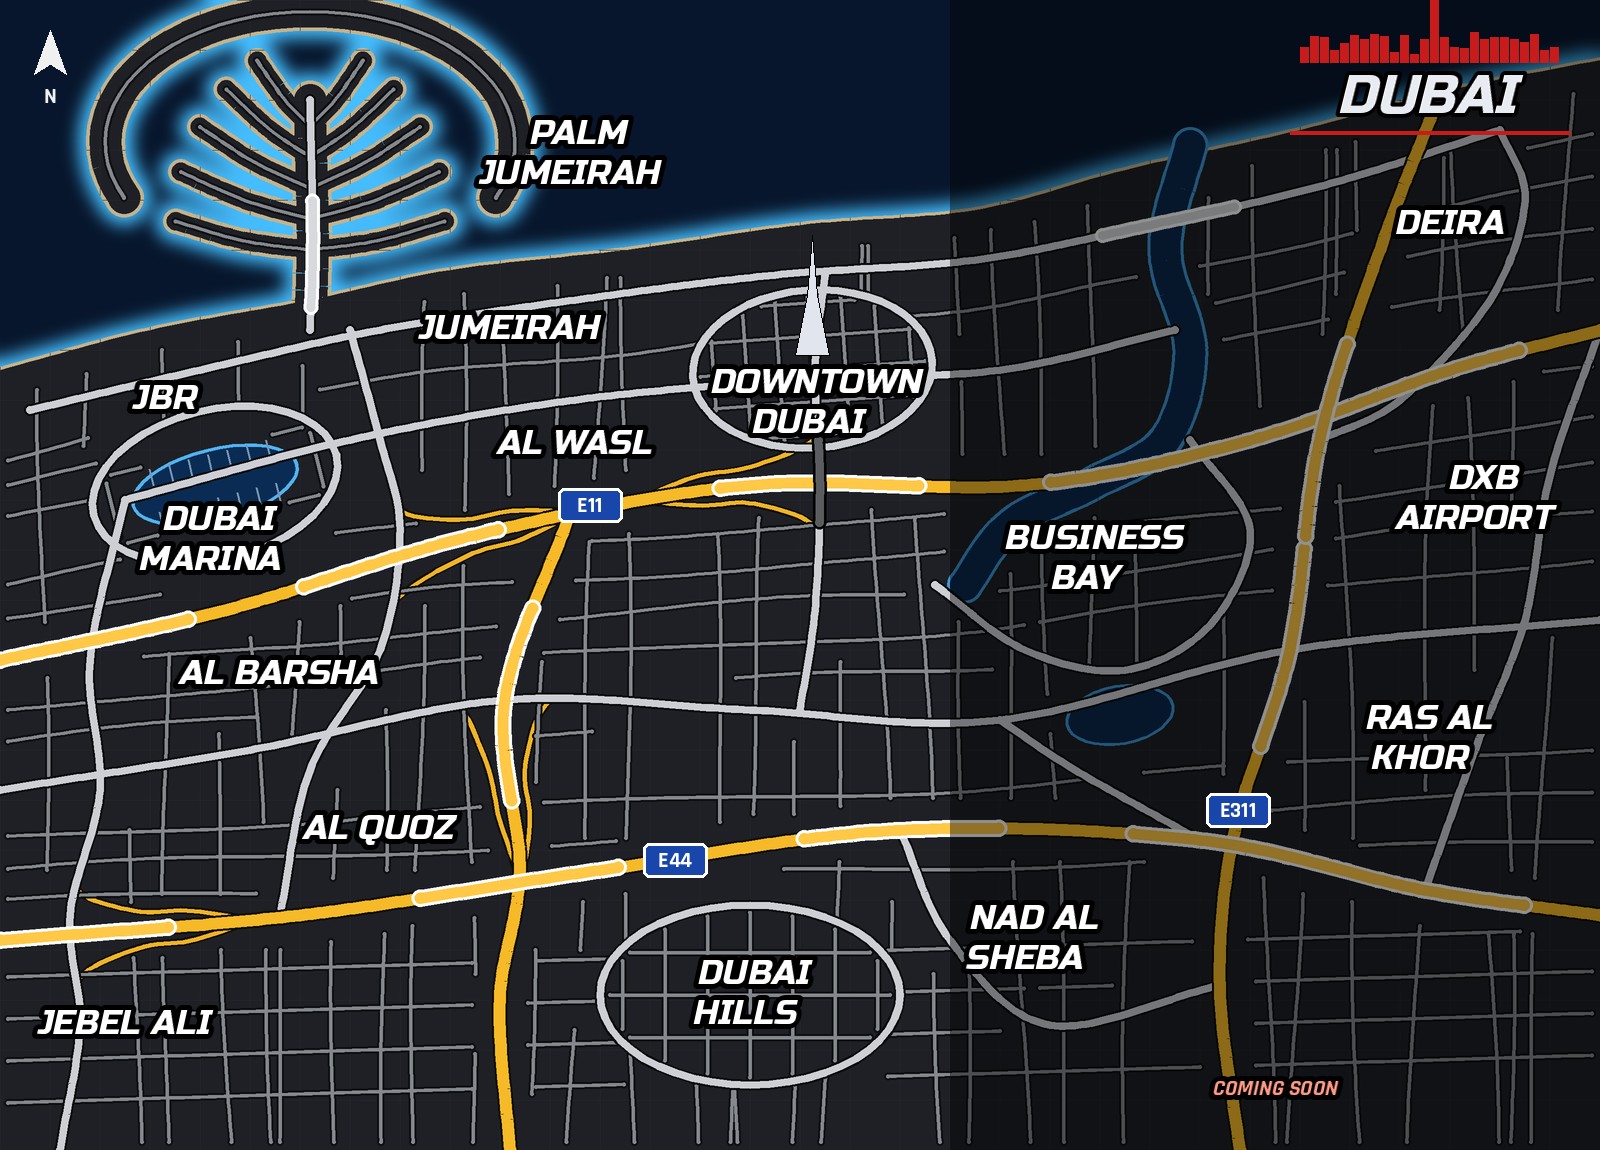 DUBAI
N
PALM
JUMEIRAH
DEIRA
JUMEIRAH
JBR
DOWNTOWN
DUBAI
AL WASL
DXB
AIRPORT
E11
DUBAI
MARINA
BUSINESS
BAY
AL BARSHA
RAS AL
KHOR
E311
AL QUOZ
E44
NAD AL
SHEBA
DUBAI
HILLS
JEBEL ALI
COMING SOON